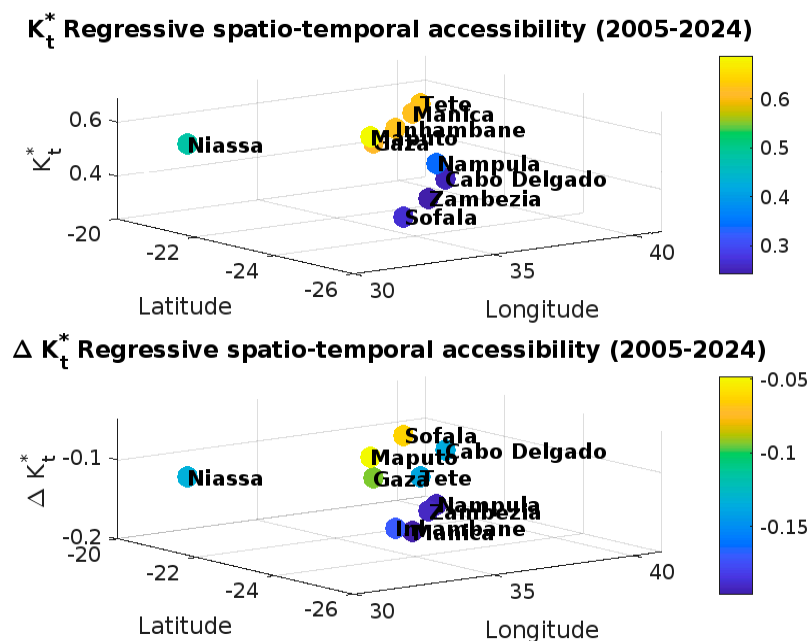 K*t Regressive spatio-temporal accessibility (2005-2024)
Tete
Manica
Inhambane
Maputo
Gaza
Niassa
Nampula
Cabo Delgado
Zambezia
Sofala
K*t
0.6
0.4
-20
-22
-24
-26
Latitude
30
35
40
Longitude
0.6
0.5
0.4
0.3
Δ K*t Regressive spatio-temporal accessibility (2005-2024)
Sofala
Cabo Delgado
Maputo
Gaza
Tete
Niassa
Nampula
Zambezia
Inhambane
Manica
Δ K*t
-0.1
-0.2
-20
-22
-24
-26
Latitude
30
35
40
Longitude
-0.05
-0.1
-0.15